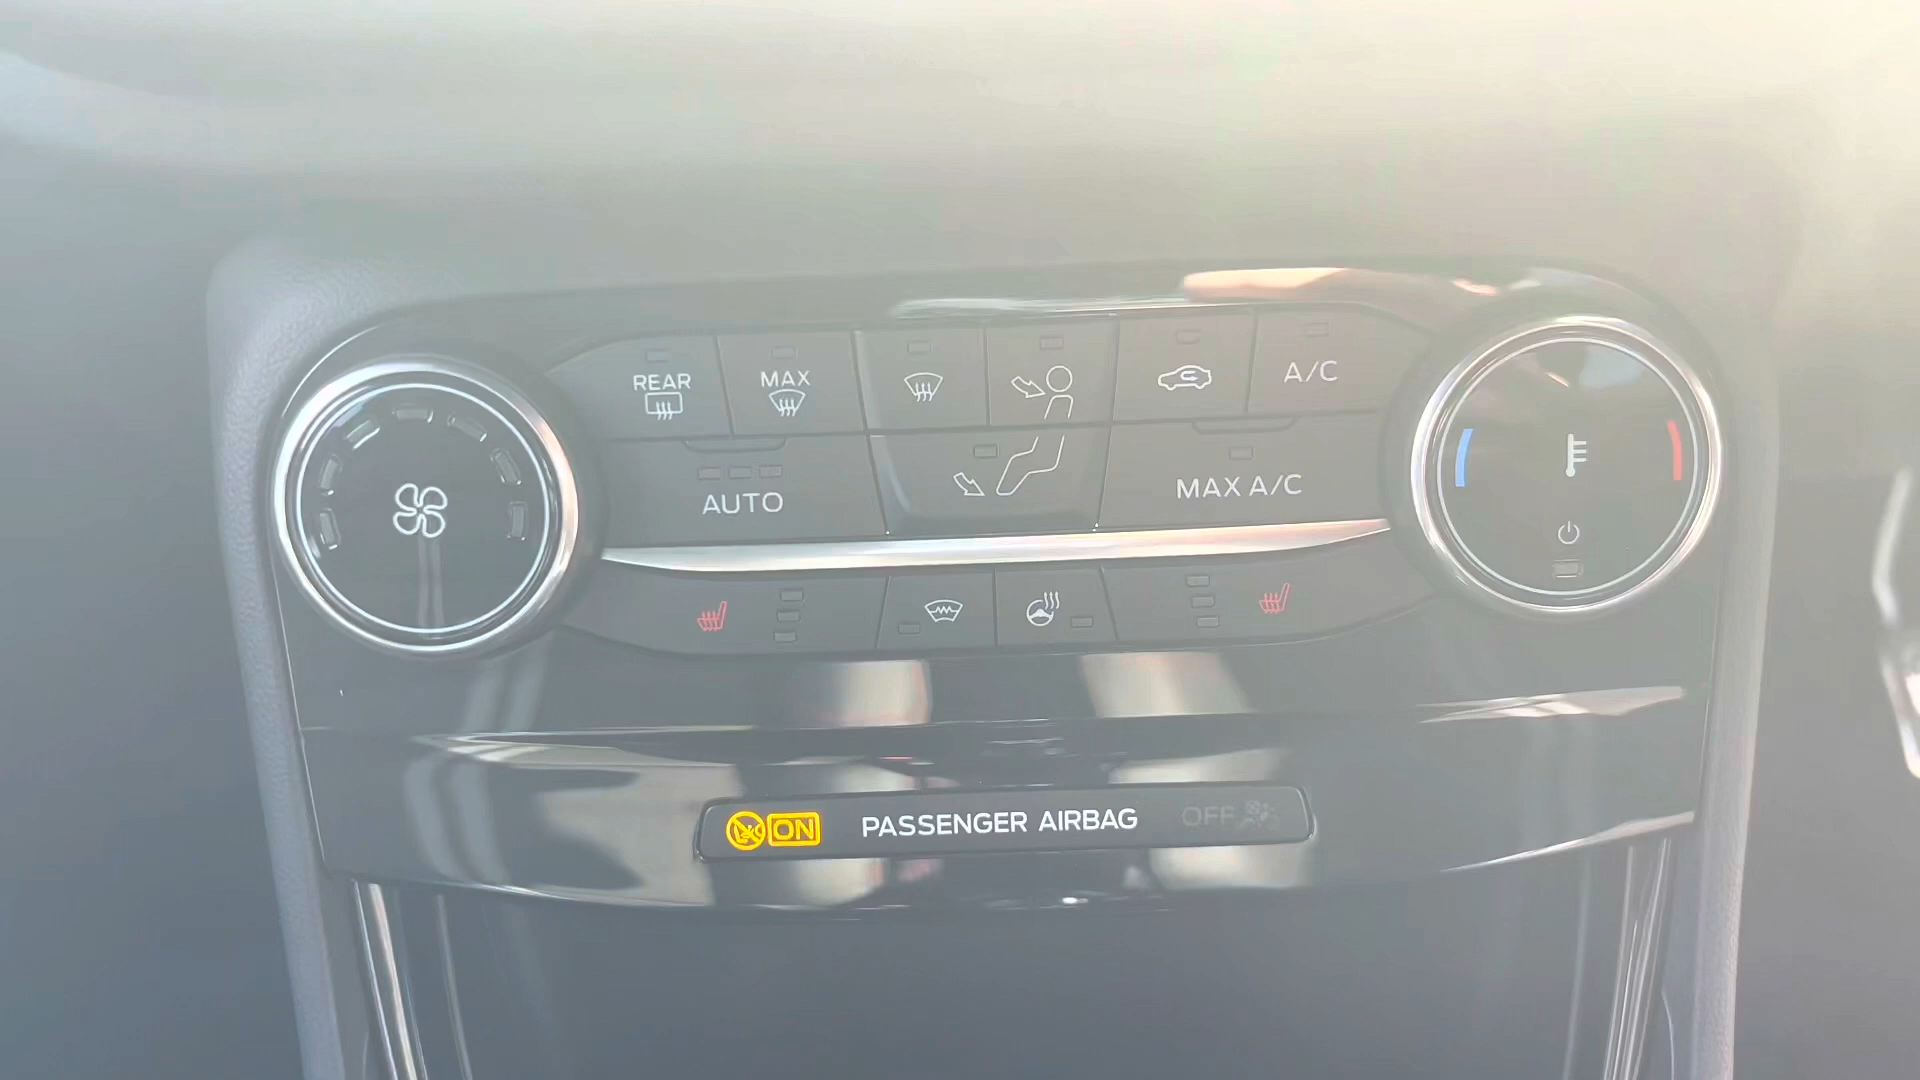 REAR
MAX
A/C
AUTO
MAX A/C
ON PASSENGER AIRBAG OFF